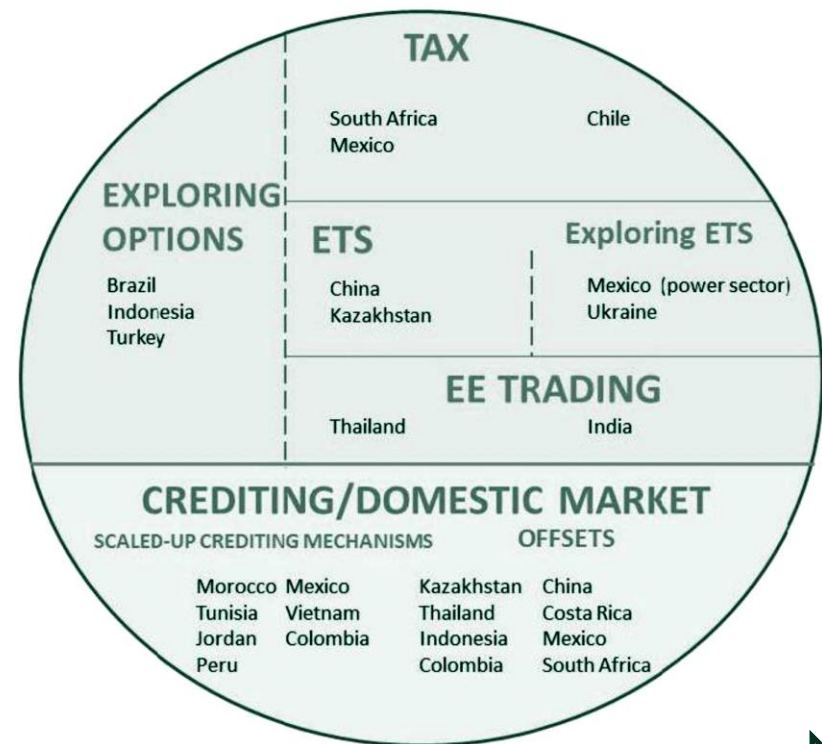 TAX
South Africa Chile
Mexico
EXPLORING
OPTIONS
Brazil
Indonesia
Turkey
ETS
China
Kazakhstan
Exploring ETS
Mexico (power sector)
Ukraine
EE TRADING
Thailand India
CREDITING/DOMESTIC MARKET
SCALED-UP CREDITING MECHANISMS OFFSETS
Morocco Mexico Kazakhstan China
Tunisia Vietnam Thailand Costa Rica
Jordan Colombia Indonesia Mexico
Peru Colombia South Africa